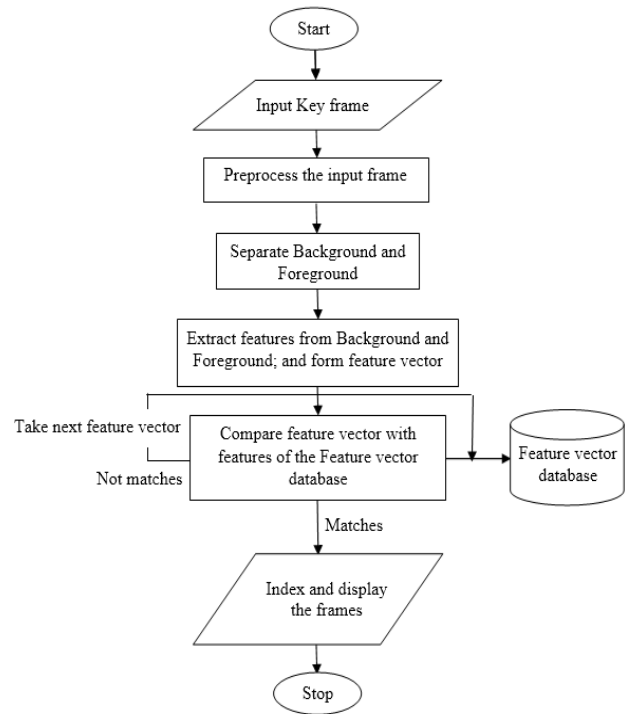 Start
Input Key frame
Preprocess the input frame
Separate Background and
Foreground
Extract features from Background and
Foreground; and form feature vector
Take next feature vector
Not matches
Compare feature vector with
features of the Feature vector
database
Feature vector
database
Matches
Index and display
the frames
Stop